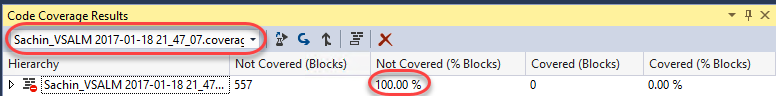 Code Coverage Results
Sachin_VSALM 2017-01-18 21_47_07.coverag
Hierarchy Not Covered (Blocks) Not Covered (% Blocks) Covered (Blocks) Covered (% Blocks)
Sachin_VSALM 2017-01-18 21_47... 557 100.00 % 0 0.00 %